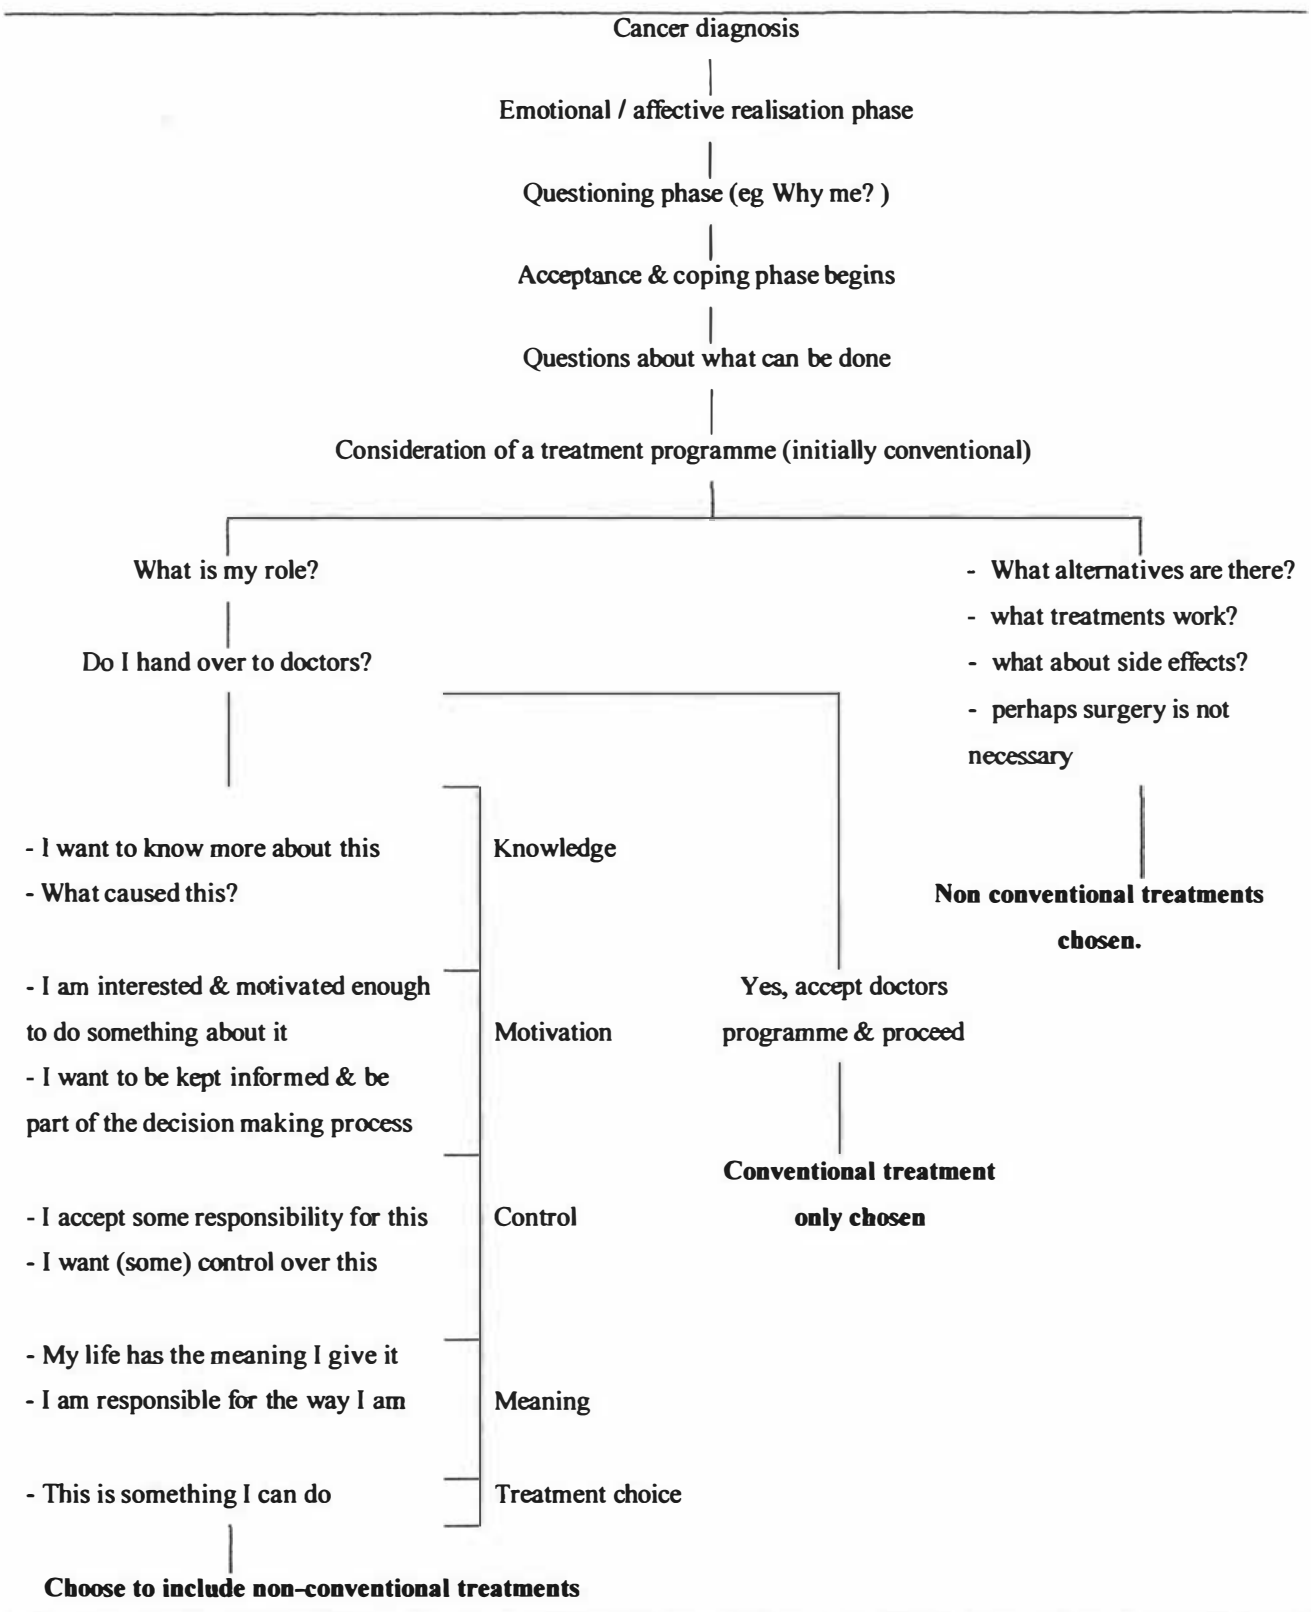 Cancer diagnosis
Emotional / affective realisation phase
Questioning phase (eg Why me? )
Acceptance & coping phase begins
Questions about what can be done
Consideration of a treatment programme (initially conventional)
What is my role?
Do I hand over to doctors?
- What alternatives are there?
- what treatments work?
- what about side effects?
- perhaps surgery is not
necessary
Non conventional treatments
chosen.
- I want to know more about this
- What caused this?
Knowledge
- I am interested & motivated enough
to do something about it
- I want to be kept informed & be
part of the decision making process
Motivation
Yes, accept doctors
programme & proceed
Conventional treatment
only chosen
- I accept some responsibility for this
- I want (some) control over this
Control
- My life has the meaning I give it
- I am responsible for the way I am
Meaning
- This is something I can do
Treatment choice
Choose to include non-conventional treatments